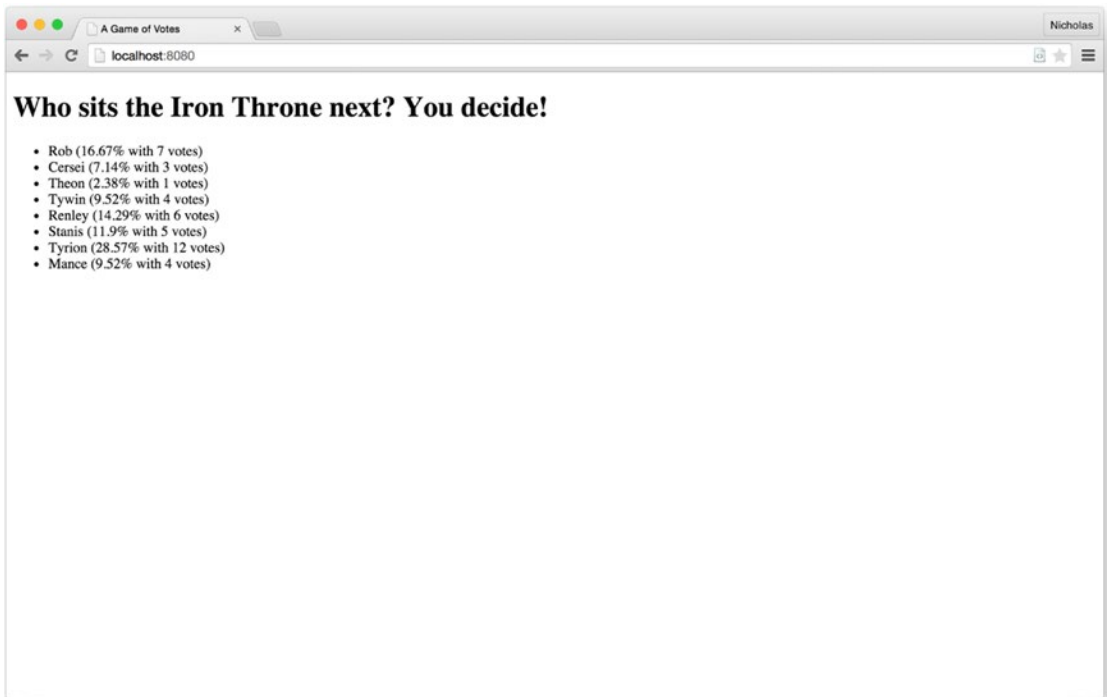 A Game of Votes
Nicholas
localhost:8080
Who sits the Iron Throne next? You decide!
• Rob (16.67% with 7 votes)
• Cersei (7.14% with 3 votes)
• Theon (2.38% with 1 votes)
• Tywin (9.52% with 4 votes)
• Renley (14.29% with 6 votes)
• Stanis (11.9% with 5 votes)
• Tyrion (28.57% with 12 votes)
• Mance (9.52% with 4 votes)